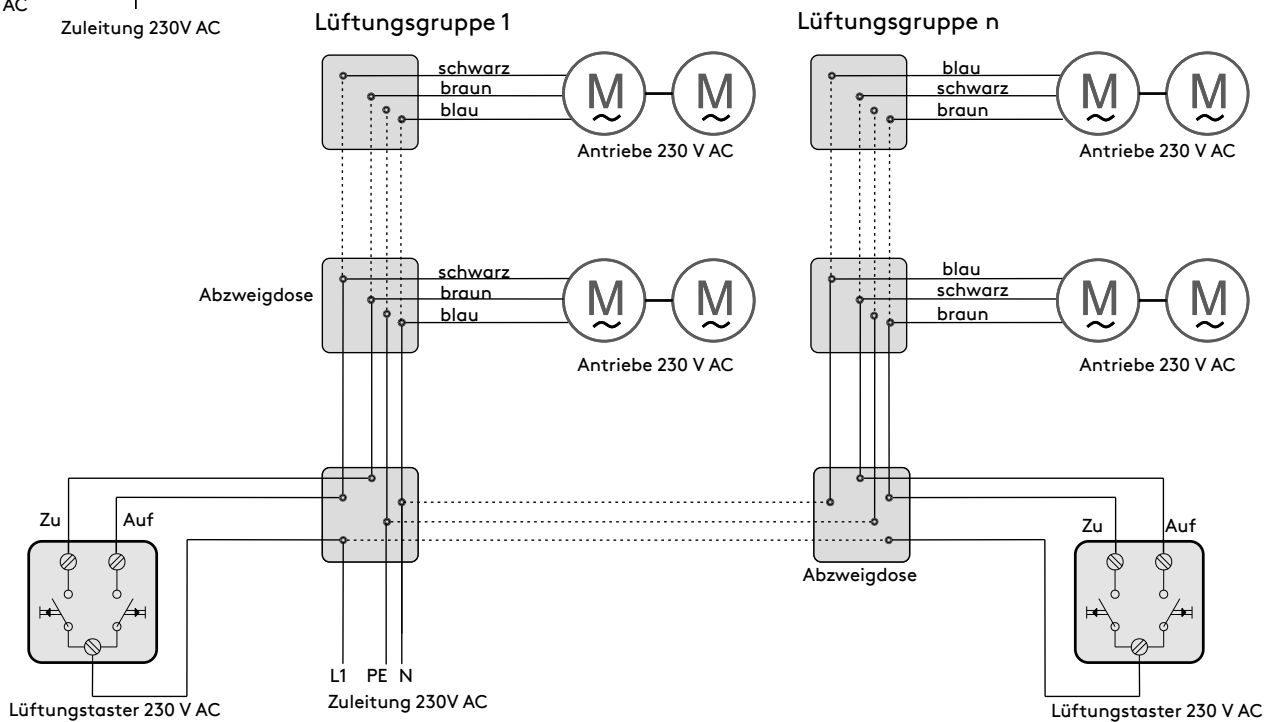 AC
Zuleitung 230V AC
Lüftungsgruppe 1
Lüftungsgruppe n
schwarz
braun
blau
M
M
Antriebe 230 V AC
blau
schwarz
braun
M
M
Antriebe 230 V AC
Abzweigdose
schwarz
braun
blau
M
M
Antriebe 230 V AC
blau
schwarz
braun
M
M
Antriebe 230 V AC
Zu
Auf
Zu
Auf
Abzweigdose
L1
PE
N
Zuleitung 230V AC
Lüftungstaster 230 V AC
Lüftungstaster 230 V AC